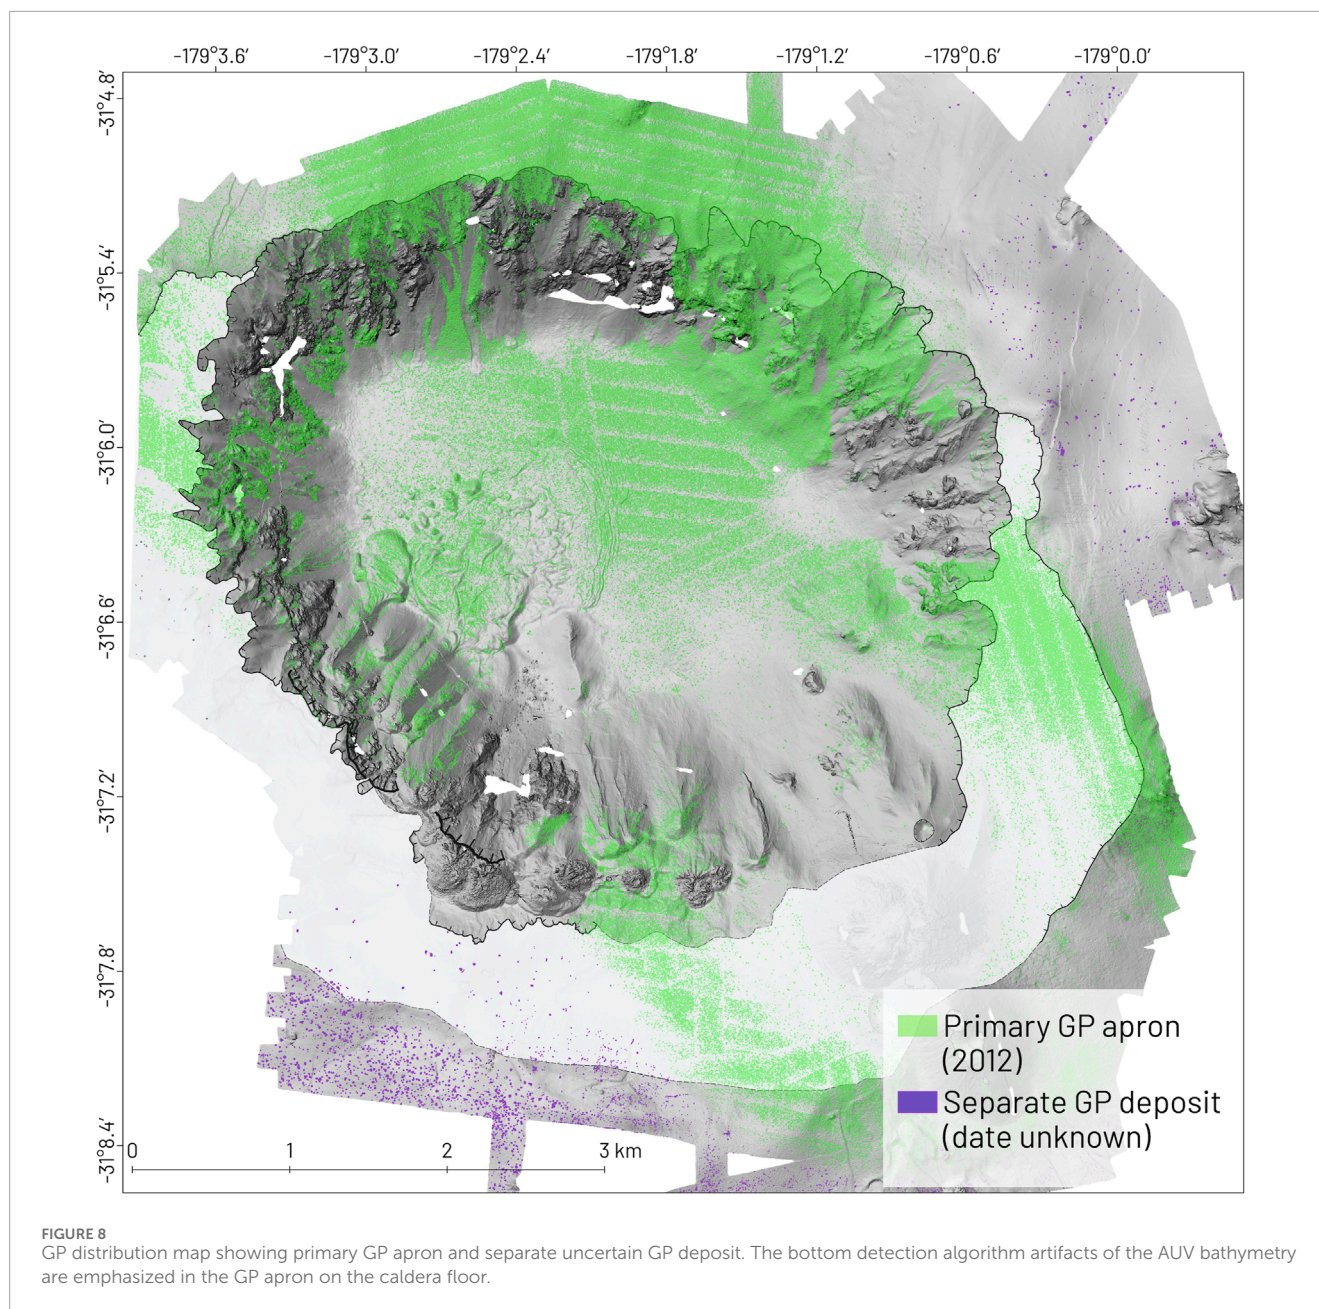 -179°3.6′ -179°3.0′ -179°2.4′ -179°1.8′ -179°1.2′ -179°0.6′ -179°0.0′
-31°4.8′
-31°5.4′
-31°6.0′
-31°6.6′
-31°7.2′
-31°7.8′
-31°8.4′
Primary GP apron
(2012)
Separate GP deposit
(date unknown)
0 1 2 3 km
FIGURE 8
GP distribution map showing primary GP apron and separate uncertain GP deposit. The bottom detection algorithm artifacts of the AUV bathymetry
are emphasized in the GP apron on the caldera floor.